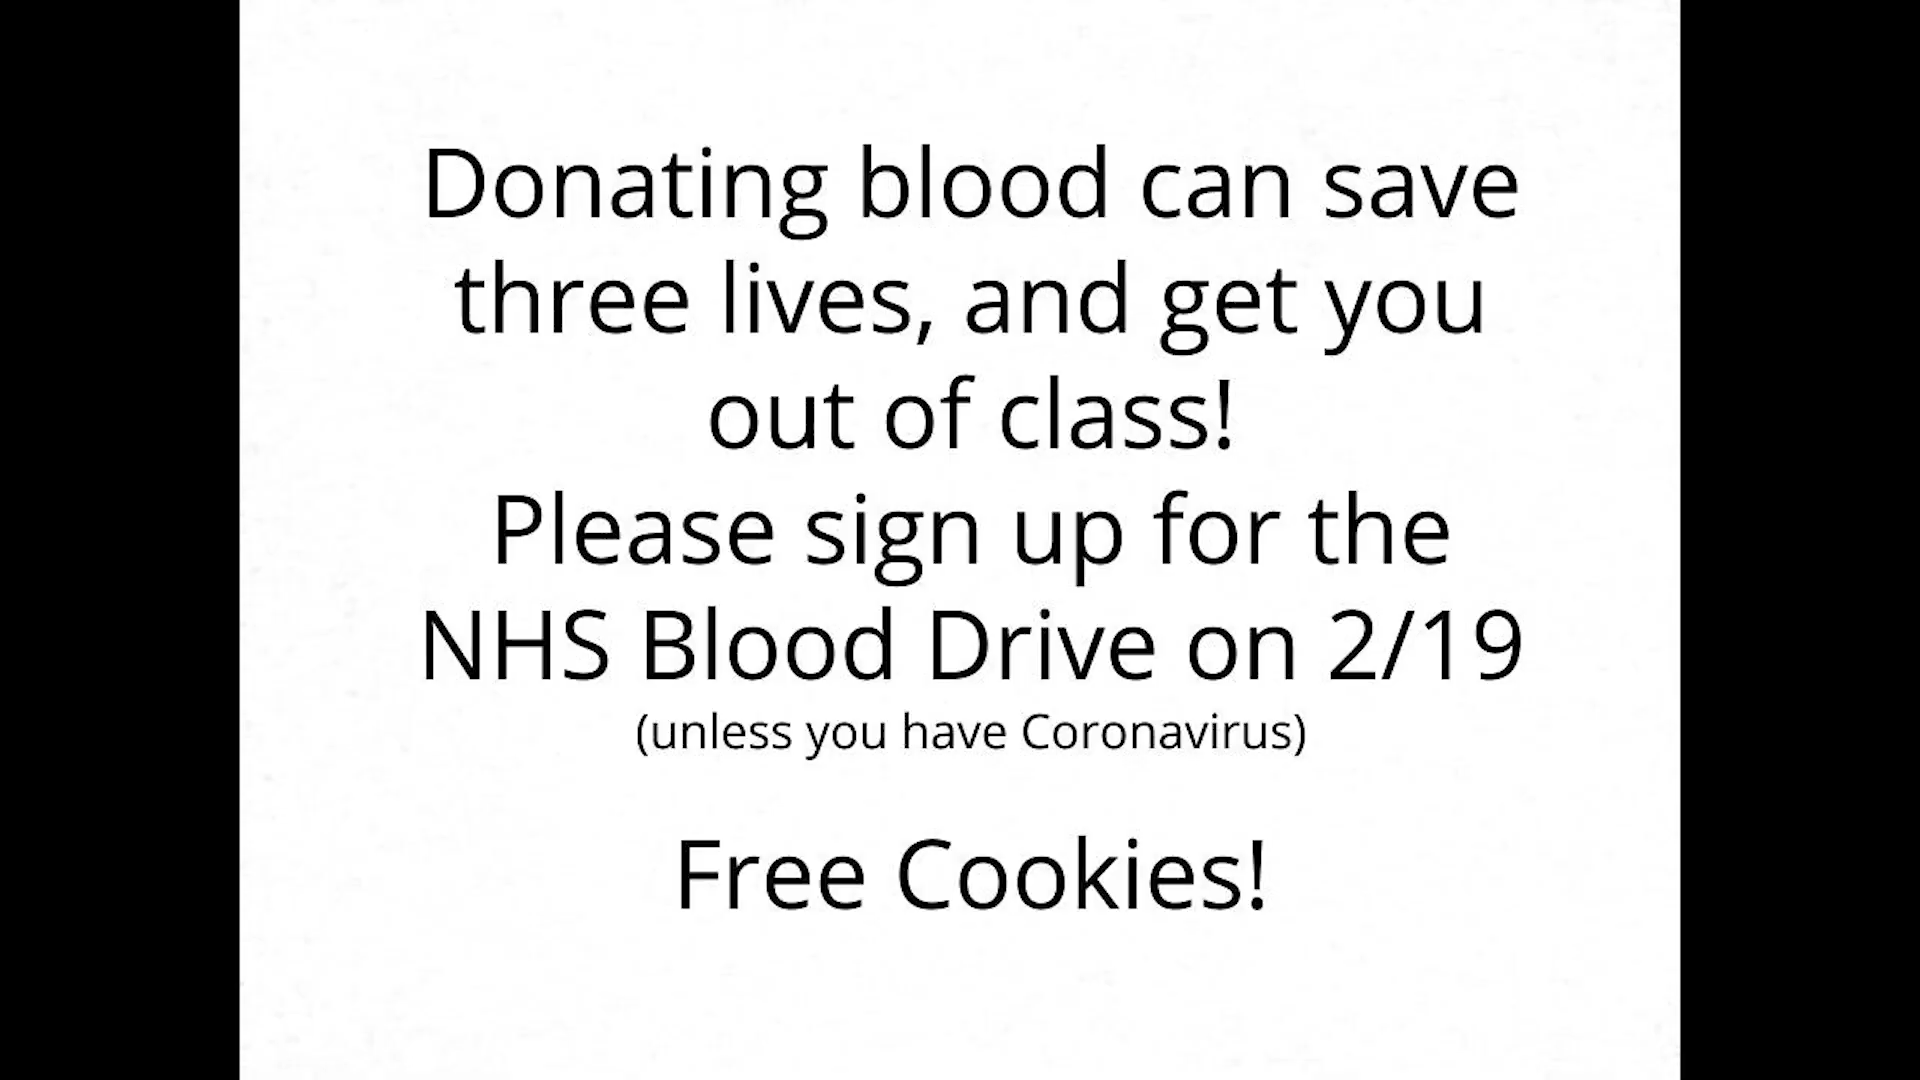 Donating blood can save
three lives, and get you
out of class!
Please sign up for the
NHS Blood Drive on 2/19
(unless you have Coronavirus)
Free Cookies!